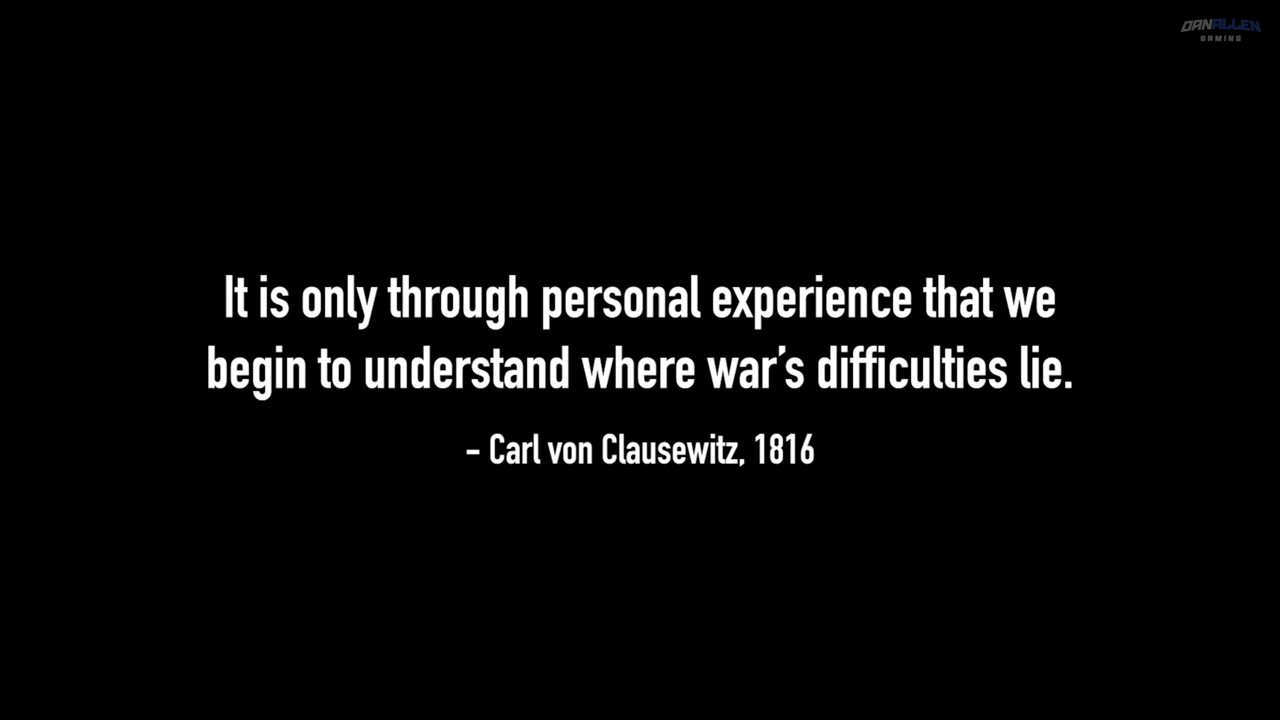 DANALLEN
GAMING
It is only through personal experience that we
begin to understand where war’s difficulties lie.
– Carl von Clausewitz, 1816